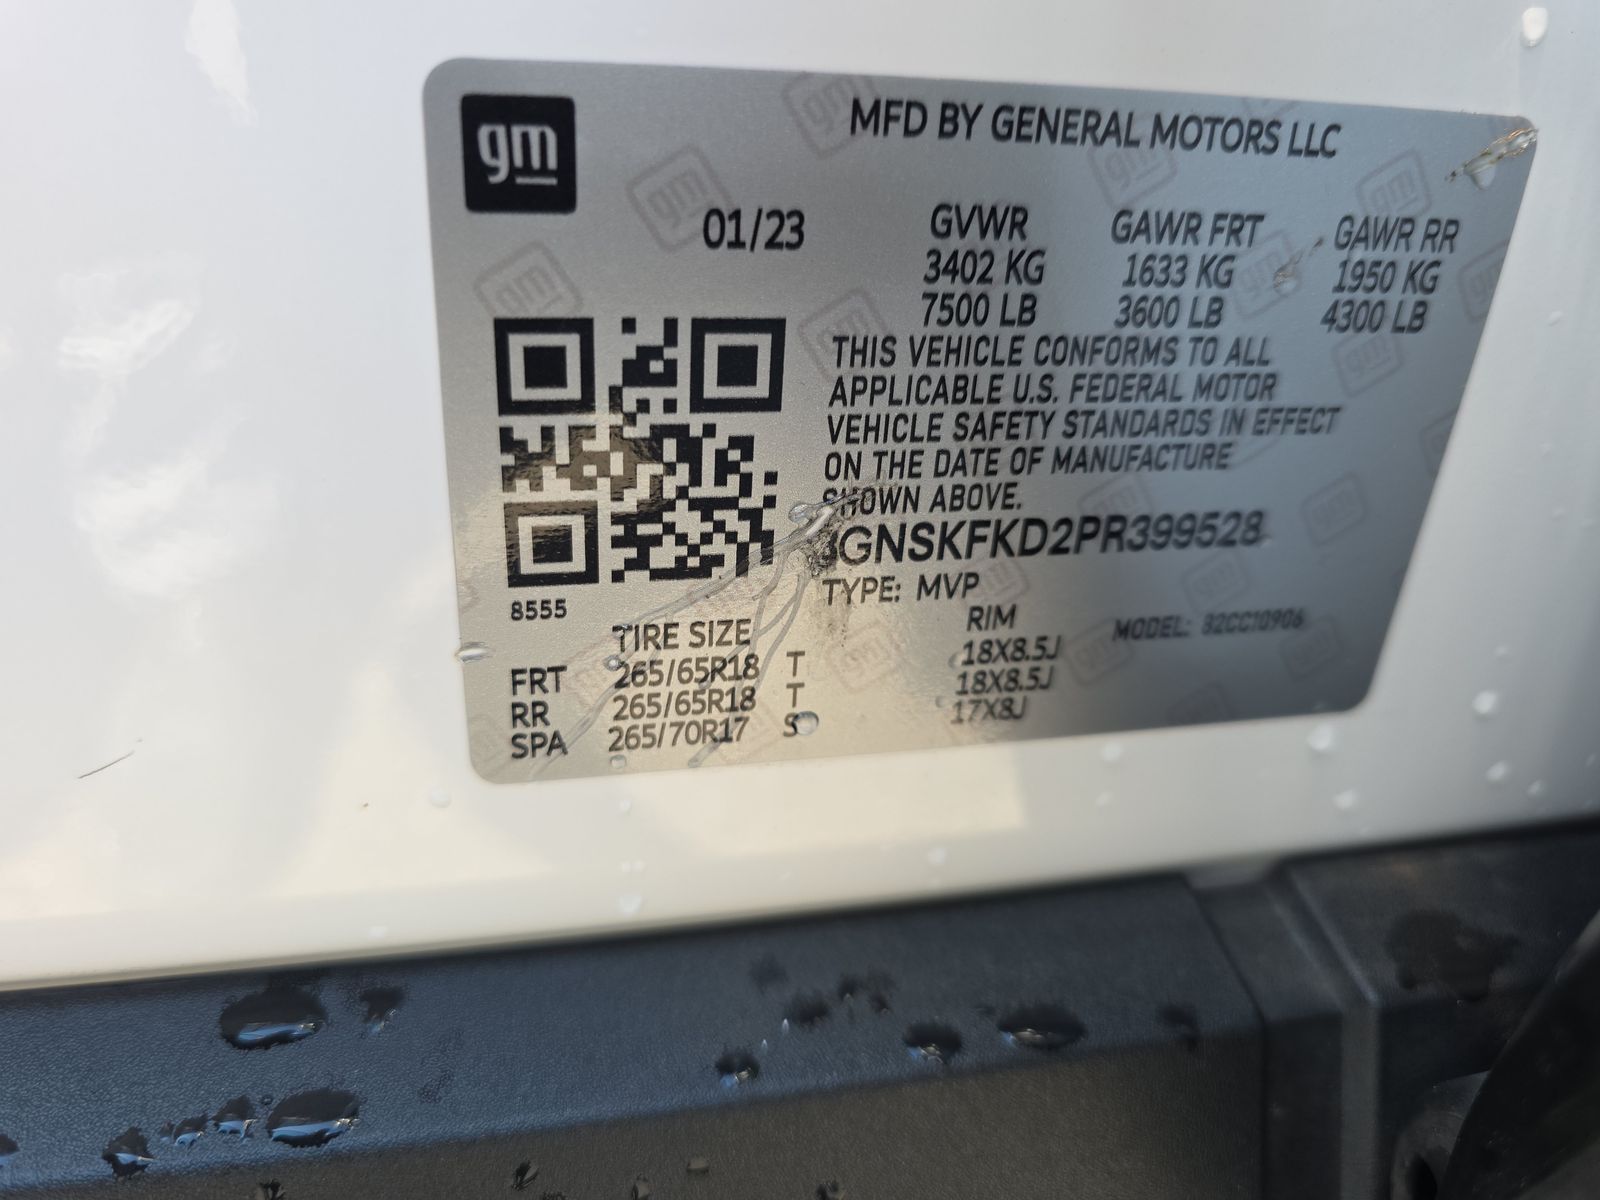 gm
MFD BY GENERAL MOTORS LLC
01/23
GVWR GAWR FRT GAWR RR
3402 KG 1633 KG 1950 KG
7500 LB 3600 LB 4300 LB
THIS VEHICLE CONFORMS TO ALL
APPLICABLE U.S. FEDERAL MOTOR
VEHICLE SAFETY STANDARDS IN EFFECT
ON THE DATE OF MANUFACTURE
SHOWN ABOVE.
GNSKFKD2PR399528
TYPE: MVP
8555
TIRE SIZE RIM MODEL:
FRT 265/65R18 T 18X8.5J
RR 265/65R18 T 18X8.5J
SPA 265/70R17 S 17X8J